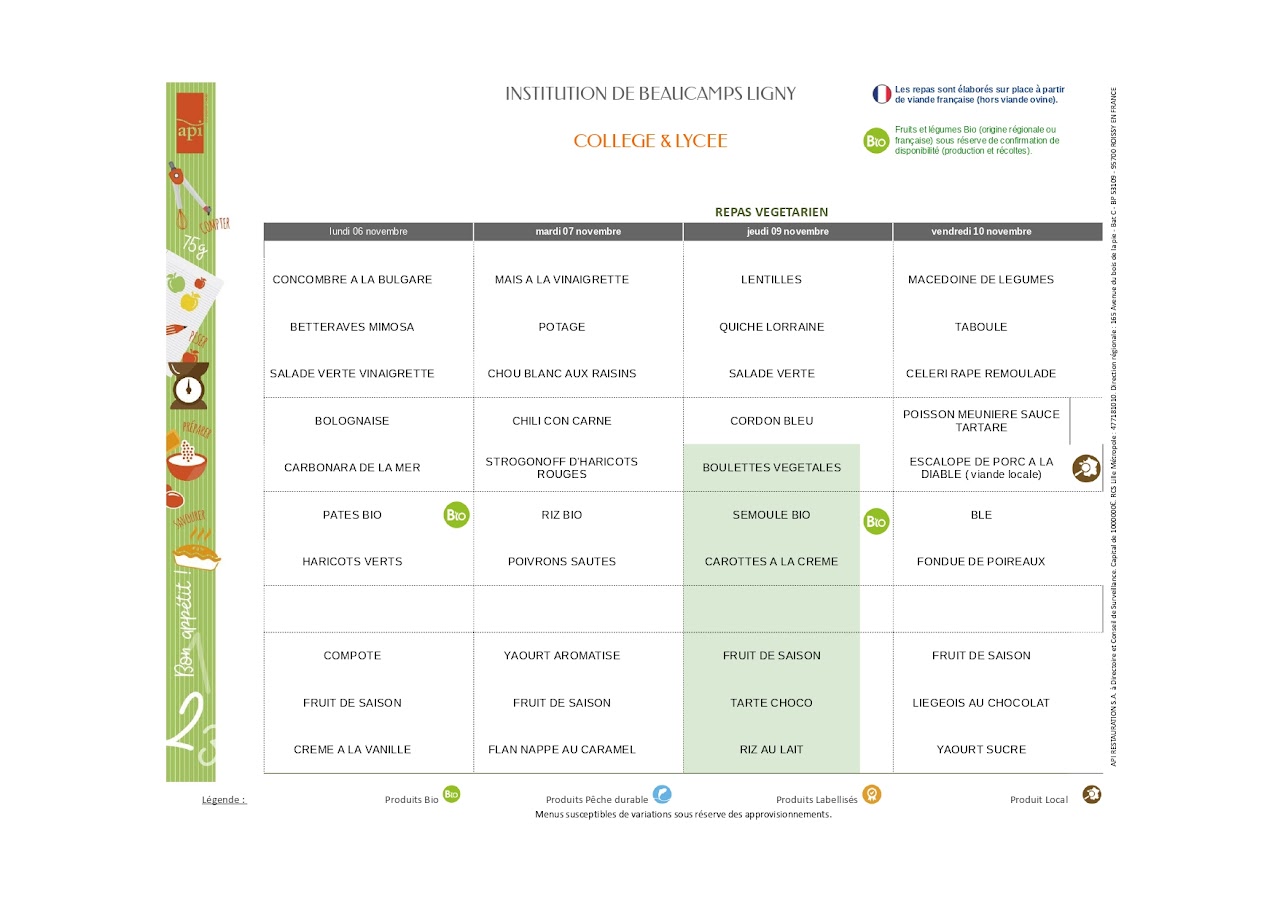 INSTITUTION DE BEAUCAMPS LIGNY
COLLEGE & LYCEE
Les repas sont élaborés sur place à partir
de viande française (hors viande ovine).
BIO
Fruits et légumes Bio (origine régionale ou
française) sous réserve de confirmation de
disponibilité (production et récoltes).
api
COMPTER
75g
PESER
PRÉPARER
SAVOURER
Bon appétit !
1
2
3
REPAS VEGETARIEN
lundi 06 novembre
mardi 07 novembre
jeudi 09 novembre
vendredi 10 novembre
CONCOMBRE A LA BULGARE
MAIS A LA VINAIGRETTE
LENTILLES
MACEDOINE DE LEGUMES
BETTERAVES MIMOSA
POTAGE
QUICHE LORRAINE
TABOULE
SALADE VERTE VINAIGRETTE
CHOU BLANC AUX RAISINS
SALADE VERTE
CELERI RAPE REMOULADE
BOLOGNAISE
CHILI CON CARNE
CORDON BLEU
POISSON MEUNIERE SAUCE
TARTARE
CARBONARA DE LA MER
STROGONOFF D'HARICOTS
ROUGES
BOULETTES VEGETALES
ESCALOPE DE PORC A LA
DIABLE ( viande locale)
PATES BIO
BIO
RIZ BIO
SEMOULE BIO
BIO
BLE
HARICOTS VERTS
POIVRONS SAUTES
CAROTTES A LA CREME
FONDUE DE POIREAUX
COMPOTE
YAOURT AROMATISE
FRUIT DE SAISON
FRUIT DE SAISON
FRUIT DE SAISON
FRUIT DE SAISON
TARTE CHOCO
LIEGEOIS AU CHOCOLAT
CREME A LA VANILLE
FLAN NAPPE AU CARAMEL
RIZ AU LAIT
YAOURT SUCRE
Légende :
Produits Bio
BIO
Produits Pêche durable
Produits Labellisés
Produit Local
Menus susceptibles de variations sous réserve des approvisionnements.
API RESTAURATION S.A. à Directoire et Conseil de Surveillance. Capital de 1000000€. RCS Lille Métropole : 477181010. Direction régionale : 165 Avenue du bois de la pie - Bat C - BP 53109 - 95700 ROISSY EN FRANCE